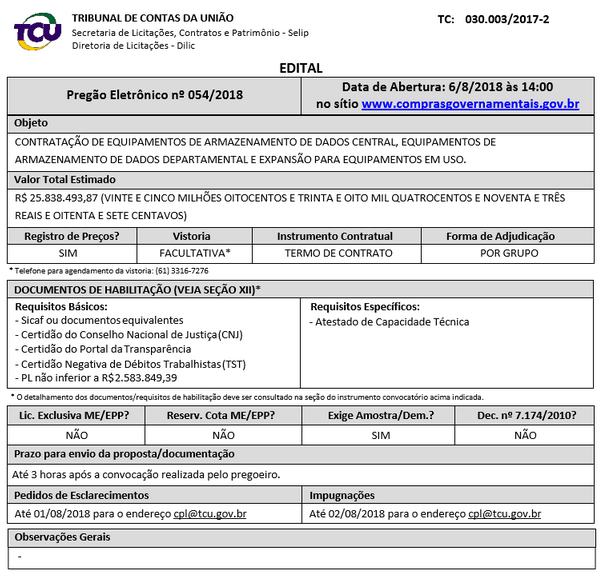 TCU
TRIBUNAL DE CONTAS DA UNIÃO
Secretaria de Licitações, Contratos e Patrimônio - Selip
Diretoria de Licitações - Dilic
TC: 030.003/2017-2
EDITAL
Pregão Eletrônico nº 054/2018
Data de Abertura: 6/8/2018 às 14:00
no sítio www.comprasgovernamentais.gov.br
Objeto
CONTRATAÇÃO DE EQUIPAMENTOS DE ARMAZENAMENTO DE DADOS CENTRAL, EQUIPAMENTOS DE
ARMAZENAMENTO DE DADOS DEPARTAMENTAL E EXPANSÃO PARA EQUIPAMENTOS EM USO.
Valor Total Estimado
R$ 25.838.493,87 (VINTE E CINCO MILHÕES OITOCENTOS E TRINTA E OITO MIL QUATROCENTOS E NOVENTA E TRÊS
REAIS E OITENTA E SETE CENTAVOS)
Registro de Preços? Vistoria Instrumento Contratual Forma de Adjudicação
SIM FACULTATIVA* TERMO DE CONTRATO POR GRUPO
* Telefone para agendamento da vistoria: (61) 3316-7276
DOCUMENTOS DE HABILITAÇÃO (VEJA SEÇÃO XII)*
Requisitos Básicos:
- Sicaf ou documentos equivalentes
- Certidão do Conselho Nacional de Justiça (CNJ)
- Certidão do Portal da Transparência
- Certidão Negativa de Débitos Trabalhistas (TST)
- PL não inferior a R$2.583.849,39
Requisitos Específicos:
- Atestado de Capacidade Técnica
* O detalhamento dos documentos/requisitos de habilitação deve ser consultado na seção do instrumento convocatório acima indicada.
Lic. Exclusiva ME/EPP? Reserv. Cota ME/EPP? Exige Amostra/Dem.? Dec. nº 7.174/2010?
NÃO NÃO SIM NÃO
Prazo para envio da proposta/documentação
Até 3 horas após a convocação realizada pelo pregoeiro.
Pedidos de Esclarecimentos Impugnações
Até 01/08/2018 para o endereço cpl@tcu.gov.br Até 02/08/2018 para o endereço cpl@tcu.gov.br
Observações Gerais
-